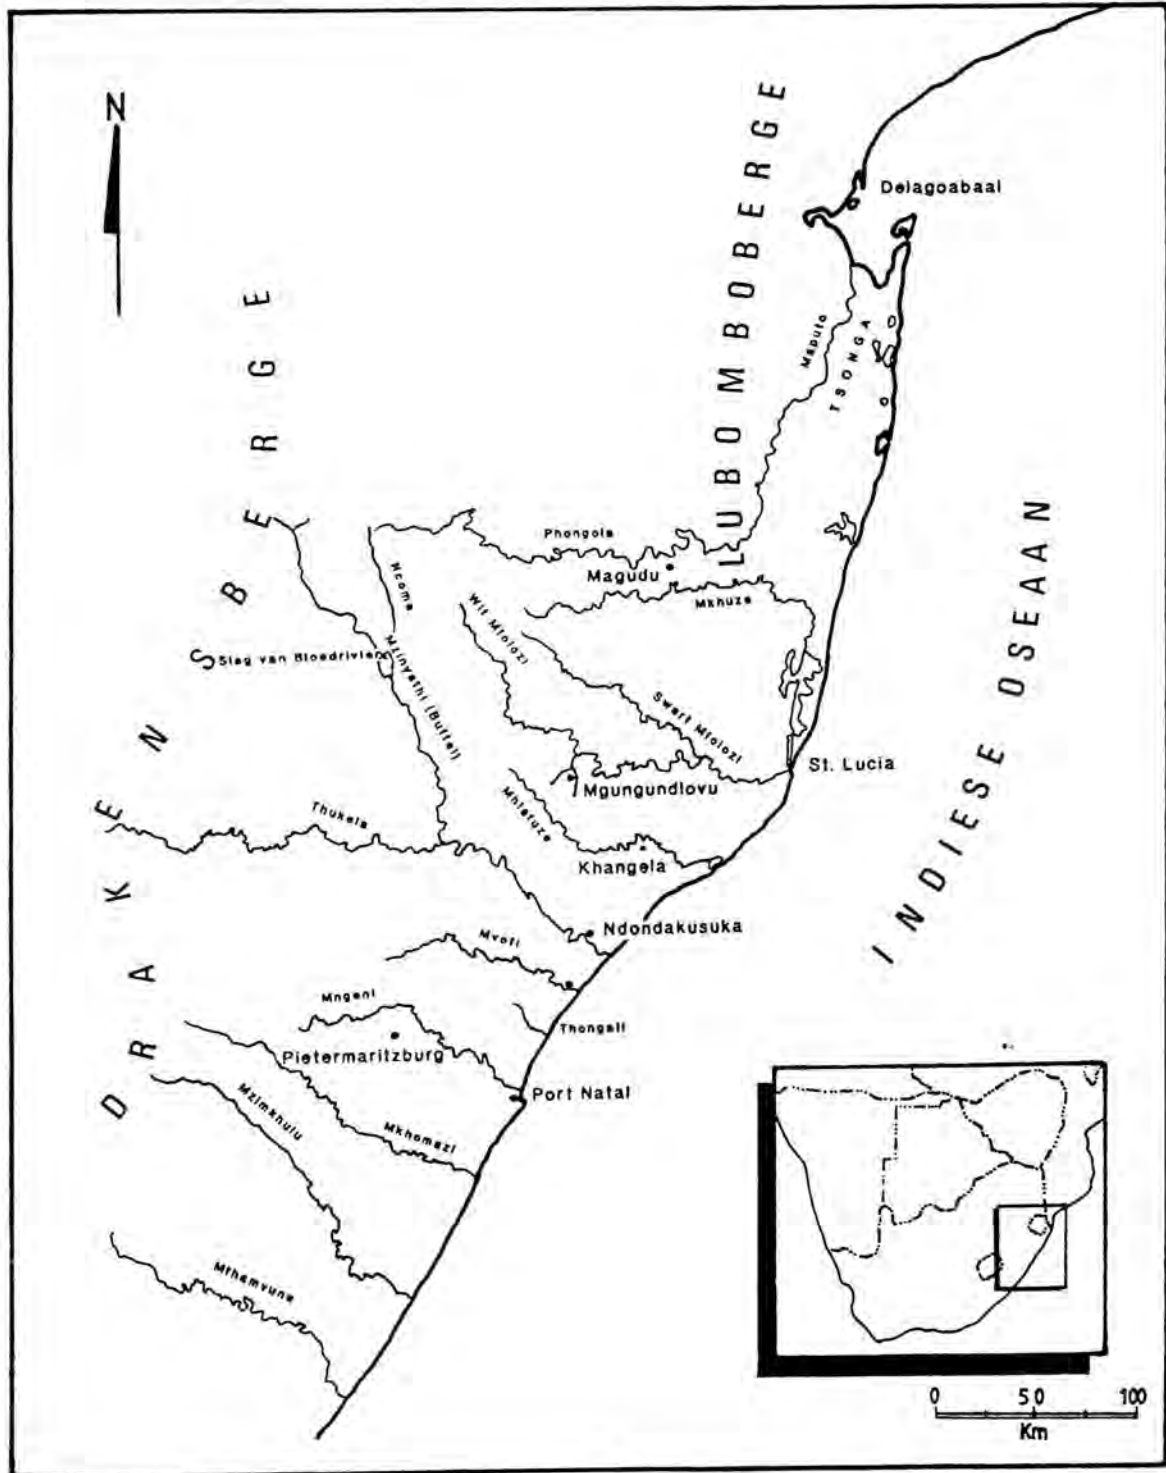 N
Delagoabaai
LUBOMBOBERGE
Maputo
TSONGA
DRAKENSBERGE
Phongola
Magudu
Mkhuze
Ncome
Wit Mfolozi
Slag van Bloedrivier
Mzinyathi (Buffel)
Swart Mfolozi
St. Lucia
Mgungundlovu
Mhlatuze
Thukela
Khangela
INDIESE OSEAAN
Ndondakusuka
Mvoti
Mngeni
Thongati
Pietermaritzburg
Port Natal
Mzimkhulu
Mkhomazi
Mthamvuna
0 50 100
Km